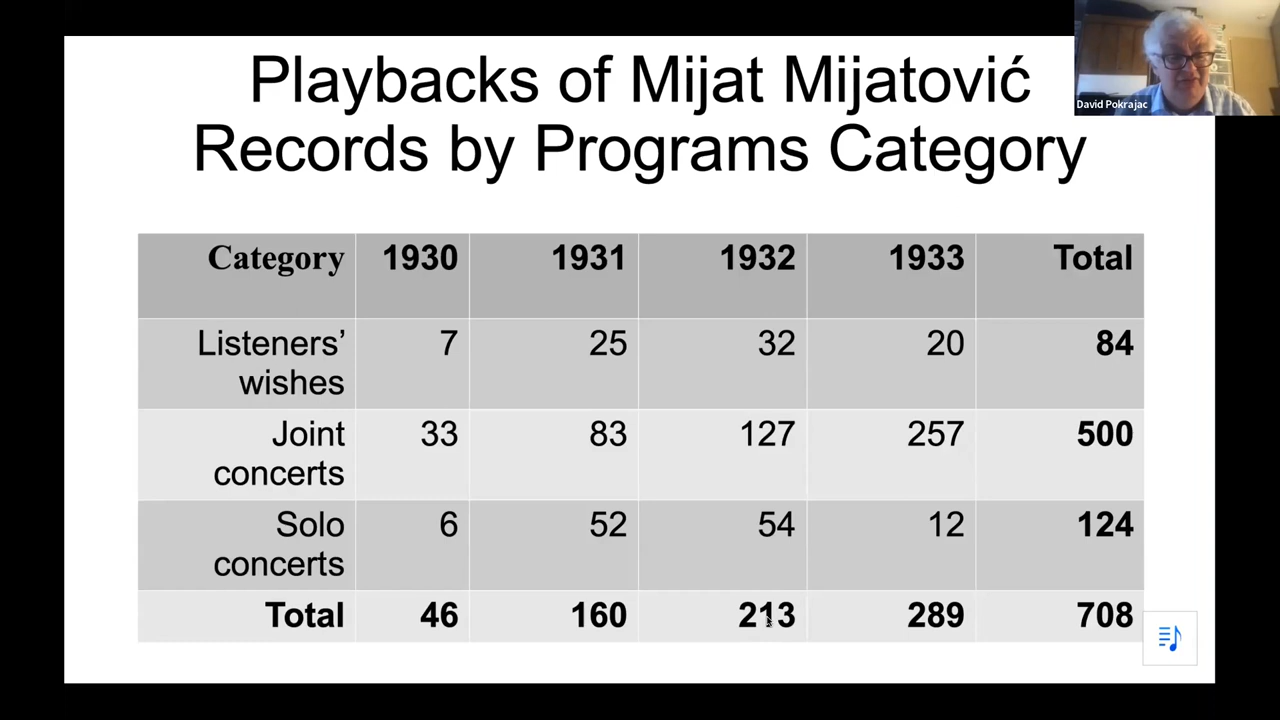 Playbacks of Mijat Mijatović
Records by Programs Category
David Pokrajac
Category 1930 1931 1932 1933 Total
Listeners’ wishes 7 25 32 20 84
Joint concerts 33 83 127 257 500
Solo concerts 6 52 54 12 124
Total 46 160 213 289 708